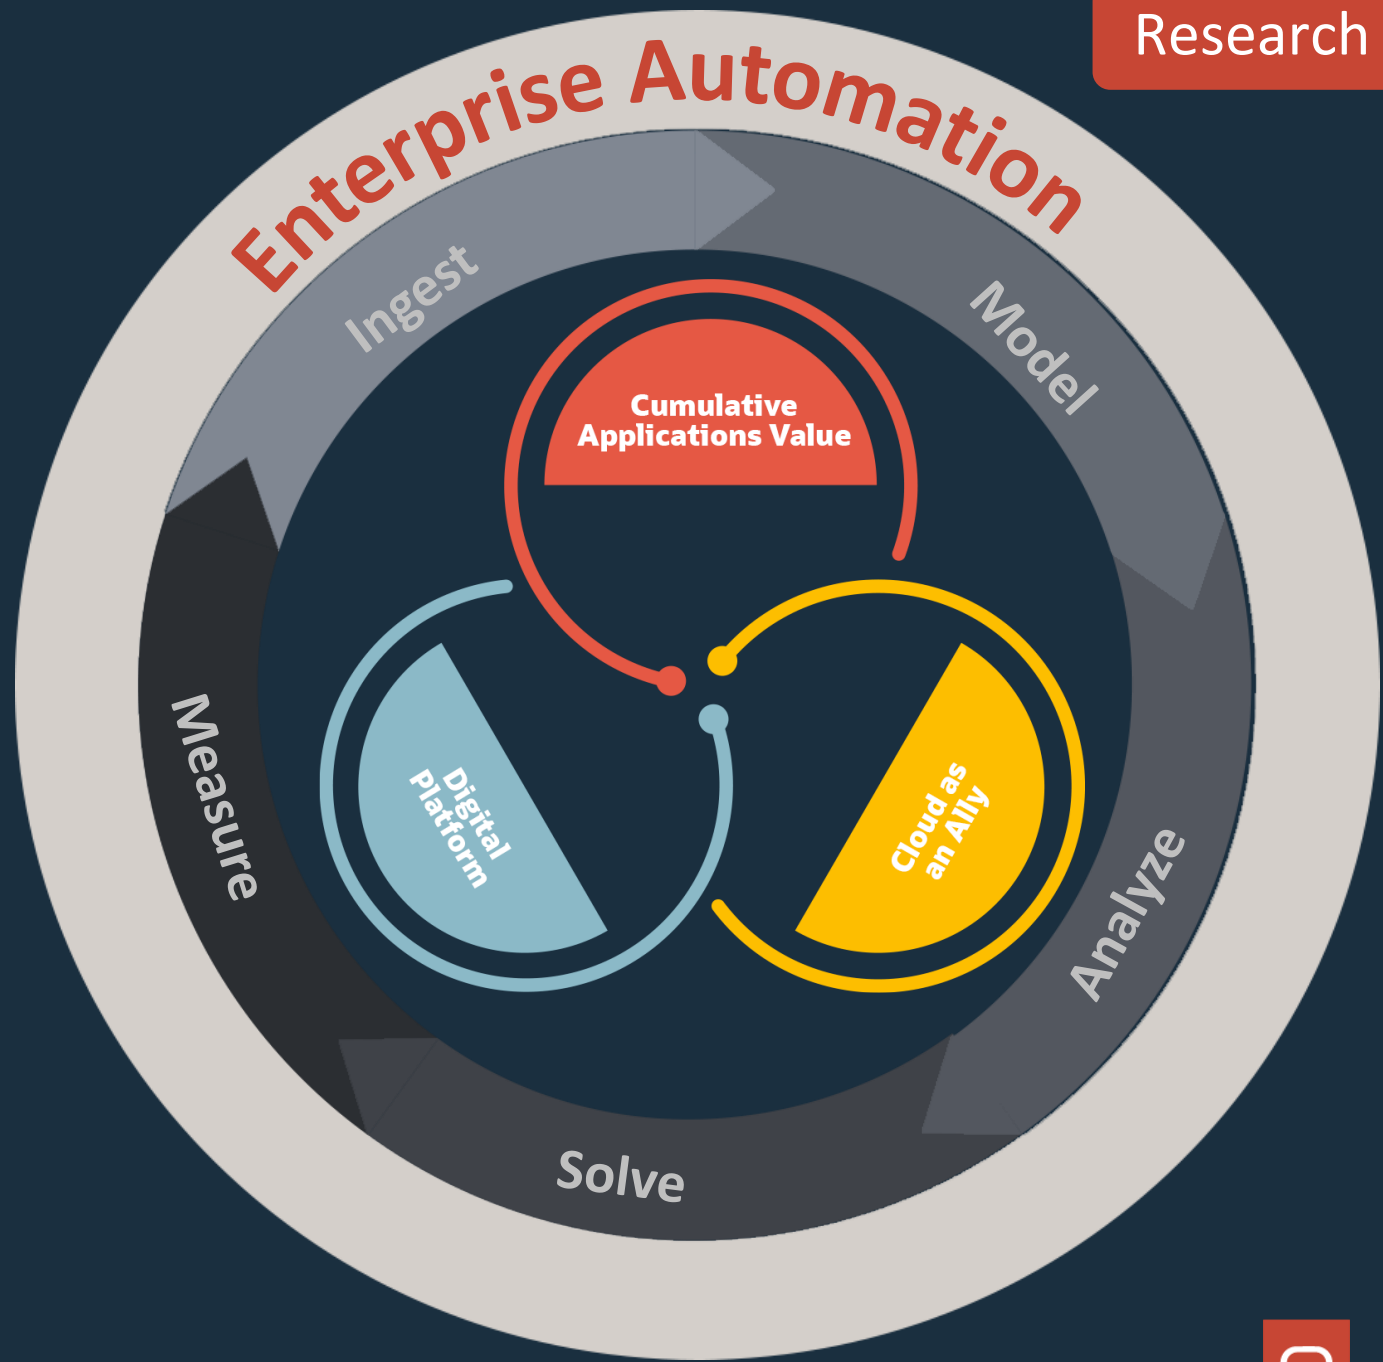 Research
Enterprise Automation
Ingest
Model
Cumulative
Applications Value
Digital
Platform
Cloud as
an Ally
Measure
Analyze
Solve